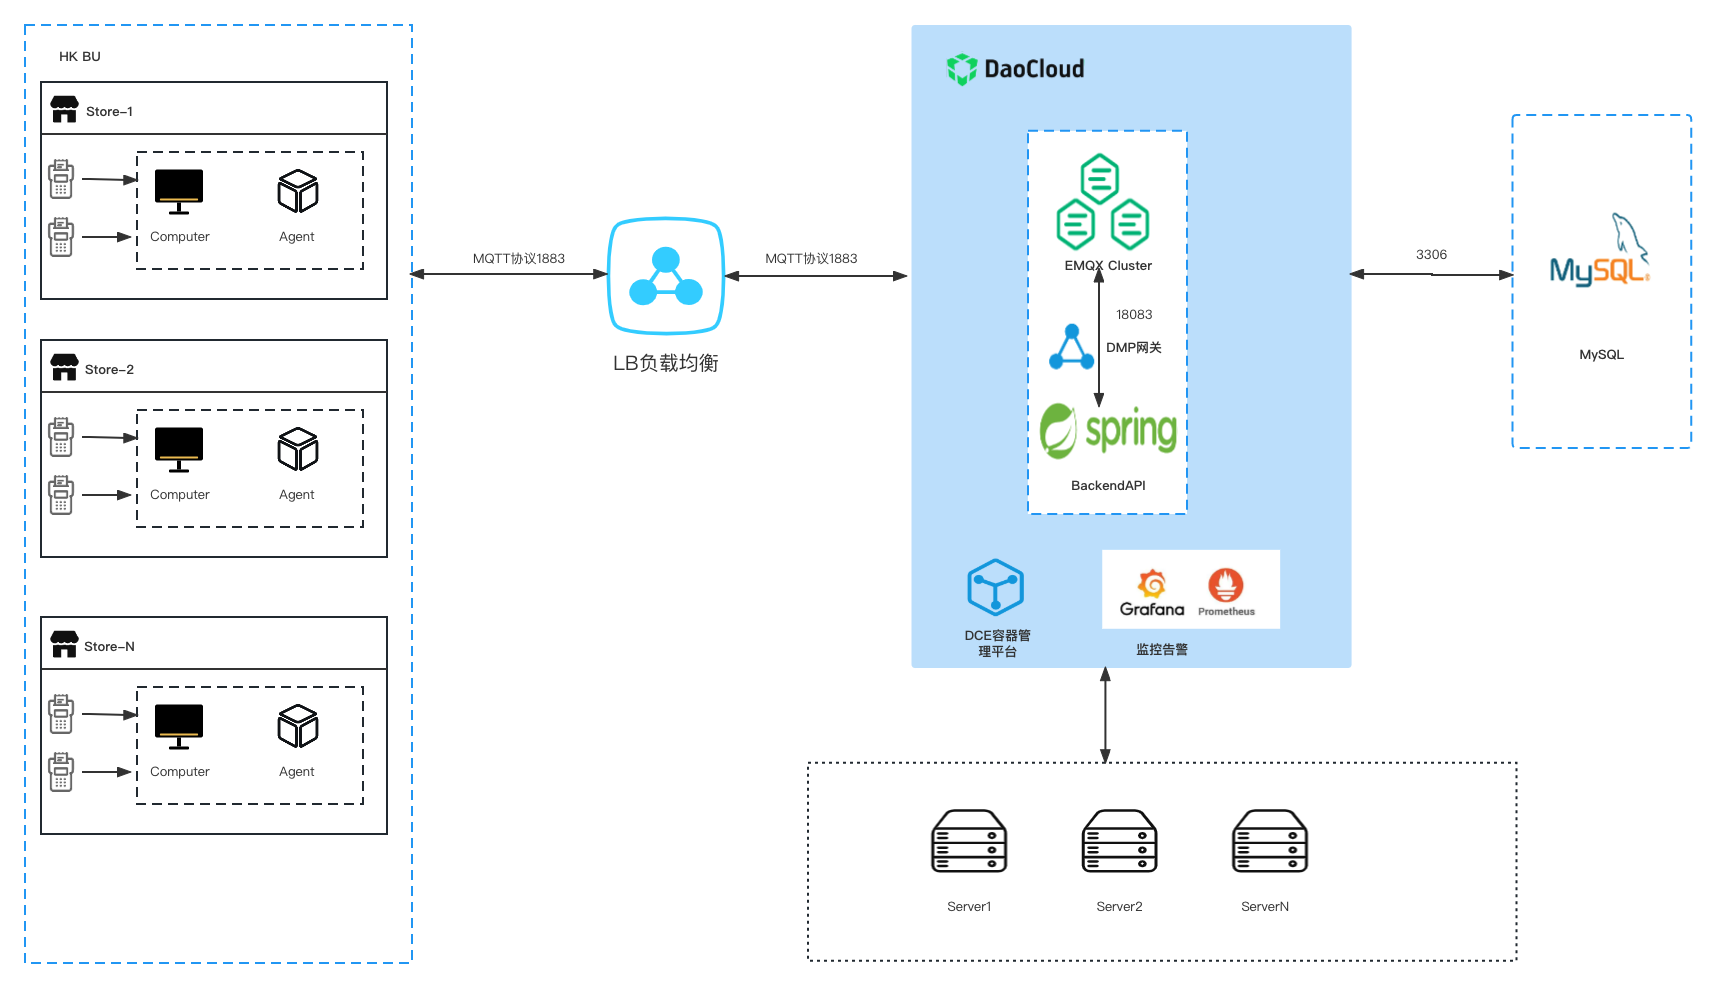 HK BU
Store-1
Computer
Agent
Store-2
Computer
Agent
Store-N
Computer
Agent
MQTT协议1883
LB负载均衡
MQTT协议1883
DaoCloud
EMQX Cluster
18083
DMP网关
spring
BackendAPI
DCE容器管
理平台
Grafana
Prometheus
监控告警
3306
MySQL
MySQL
Server1
Server2
ServerN